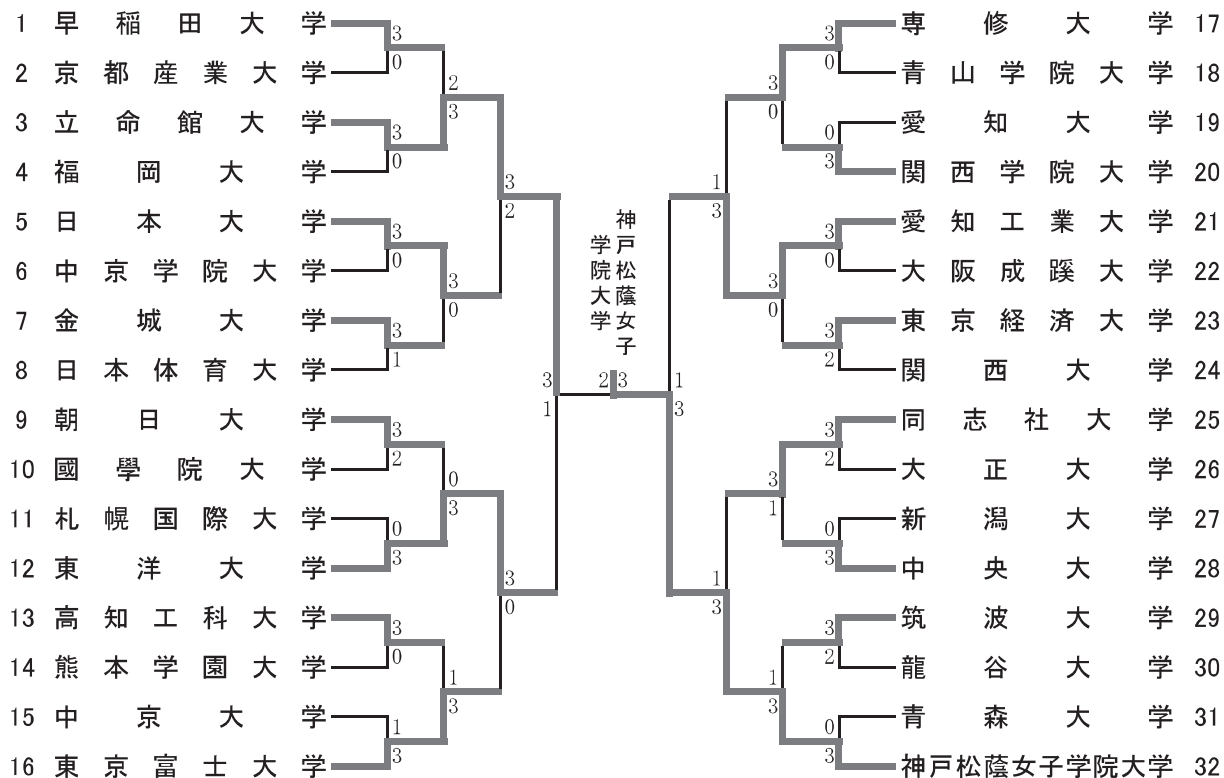 1 早稲田大学
3
0
2 京都産業大学
2
3
3 立命館大学
3
0
4 福岡大学
3
2
5 日本大学
3
0
6 中京学院大学
3
0
7 金城大学
3
1
8 日本体育大学
3
1
9 朝日大学
3
2
10 國學院大学
0
3
11 札幌国際大学
0
3
12 東洋大学
3
0
13 高知工科大学
3
0
14 熊本学園大学
1
3
15 中京大学
1
3
16 東京富士大学
神戸松蔭女子
学院大学
2 3
専修大学 17
3
0
青山学院大学 18
3
0
愛知大学 19
0
3
関西学院大学 20
1
3
愛知工業大学 21
3
0
大阪成蹊大学 22
3
0
東京経済大学 23
3
2
関西大学 24
1
3
同志社大学 25
3
2
大正大学 26
3
1
新潟大学 27
0
3
中央大学 28
1
3
筑波大学 29
3
2
龍谷大学 30
1
3
青森大学 31
0
3
神戸松蔭女子学院大学 32